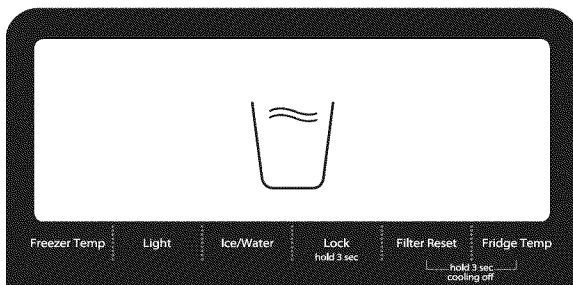 Freezer Temp Light Ice/Water Lock Filter Reset Fridge Temp
hold 3 sec
hold 3 sec
cooling off